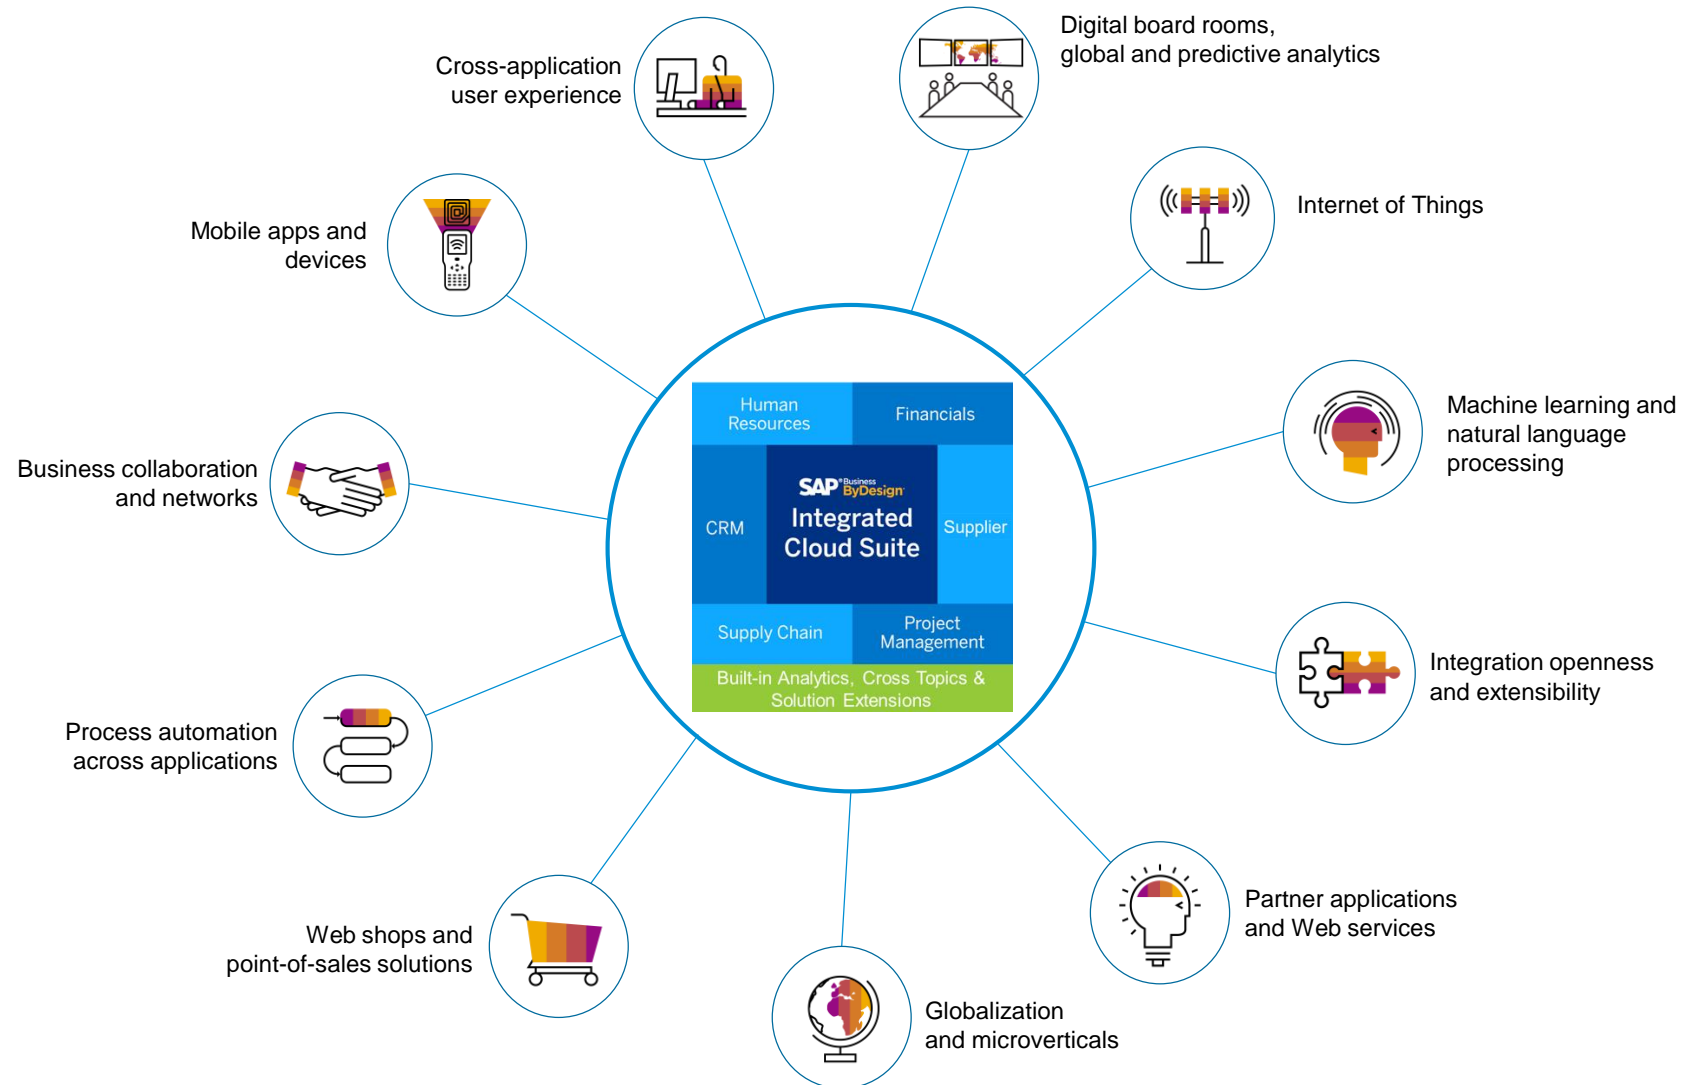 Digital board rooms,
global and predictive analytics
Cross-application
user experience
Internet of Things
Mobile apps and
devices
Machine learning and
natural language
processing
Business collaboration
and networks
Human
Resources
Financials
CRM
SAP® Business
ByDesign
Integrated
Cloud Suite
Supplier
Supply Chain
Project
Management
Built-in Analytics, Cross Topics &
Solution Extensions
Integration openness
and extensibility
Process automation
across applications
Partner applications
and Web services
Web shops and
point-of-sales solutions
Globalization
and microverticals